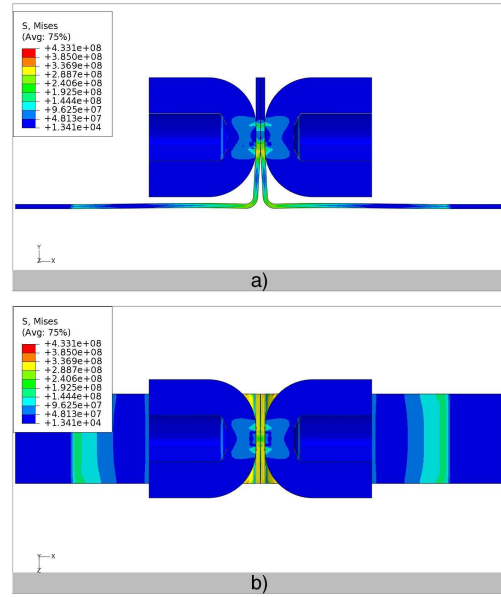 S, Mises
(Avg: 75%)
+4.331e+08
+3.850e+08
+3.369e+08
+2.887e+08
+2.406e+08
+1.925e+08
+1.444e+08
+9.625e+07
+4.813e+07
+1.341e+04
Y
Z X
a)
S, Mises
(Avg: 75%)
+4.331e+08
+3.850e+08
+3.369e+08
+2.887e+08
+2.406e+08
+1.925e+08
+1.444e+08
+9.625e+07
+4.813e+07
+1.341e+04
Y X
Z
b)